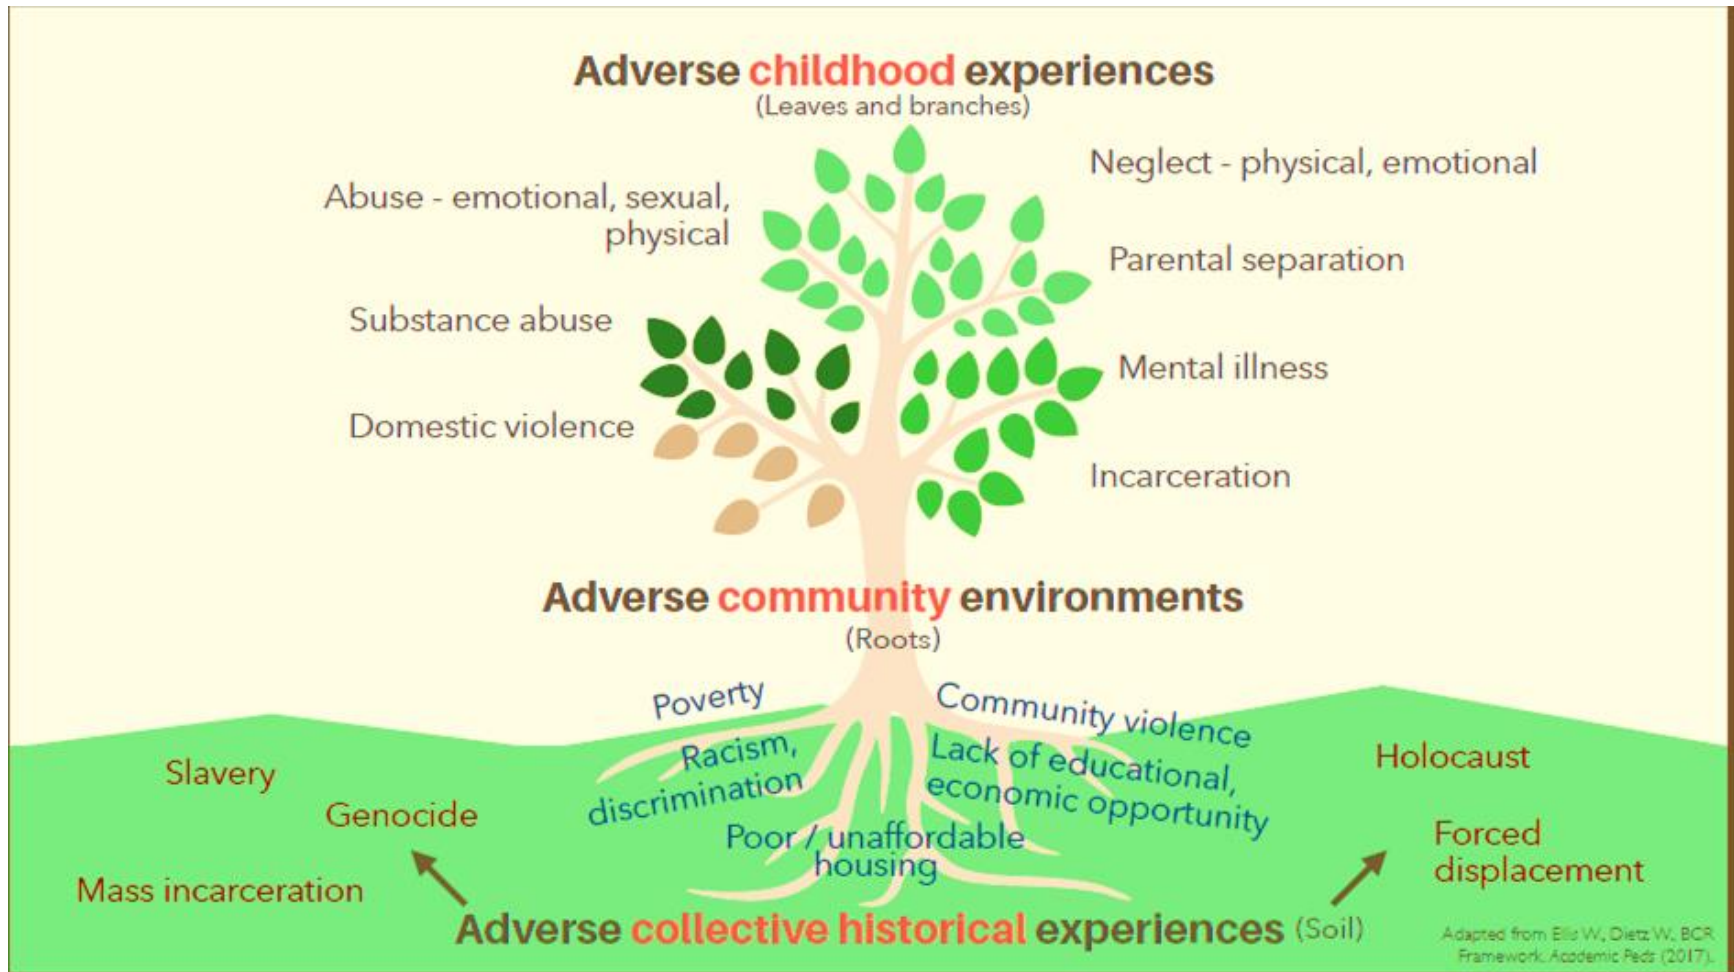 Adverse childhood experiences
(Leaves and branches)
Neglect - physical, emotional
Abuse - emotional, sexual,
physical
Parental separation
Substance abuse
Mental illness
Domestic violence
Incarceration
Adverse community environments
(Roots)
Poverty
Community violence
Racism,
discrimination
Lack of educational,
economic opportunity
Poor / unaffordable
housing
Slavery
Genocide
Mass incarceration
Holocaust
Forced
displacement
Adverse collective historical experiences (Soil)
Adapted from Ellis W., Dietz W., BCR
Framework. Academic Peds (2017).